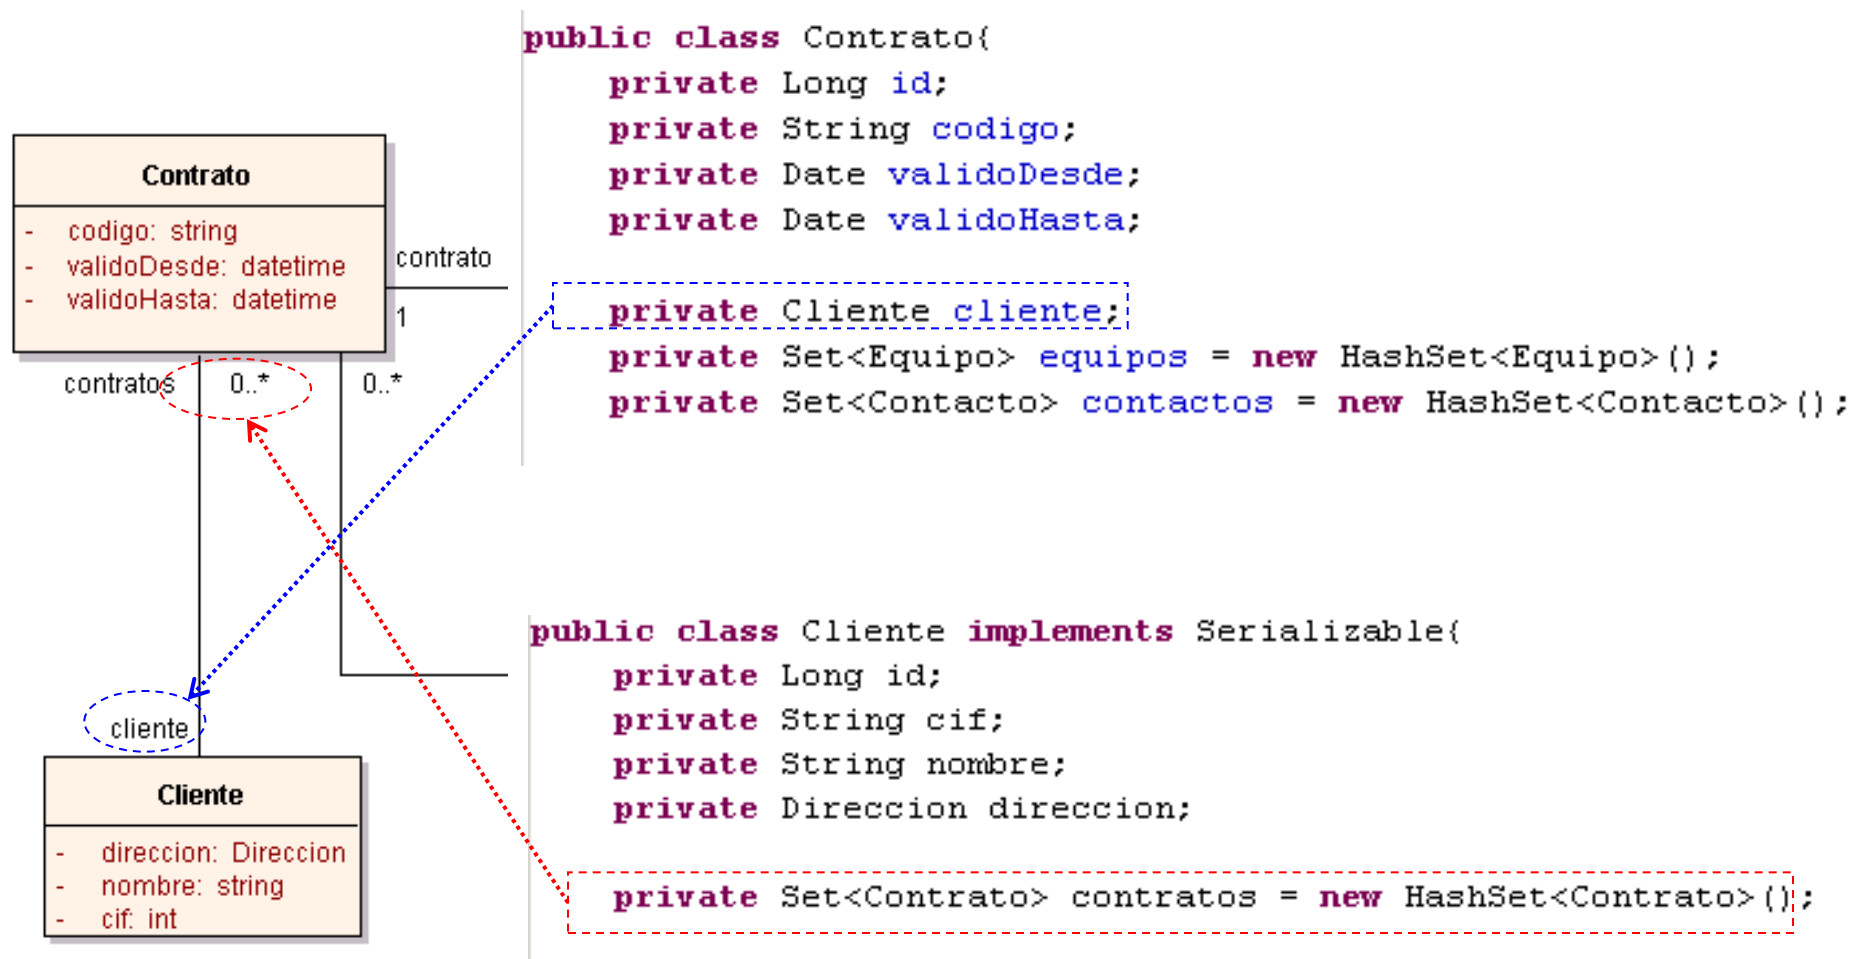 Contrato
- codigo: string
- validoDesde: datetime
- validoHasta: datetime
contrato
1
contratos 0..* 0..*
cliente
Cliente
- direccion: Direccion
- nombre: string
- cif: int
public class Contrato{
private Long id;
private String codigo;
private Date validoDesde;
private Date validoHasta;
private Cliente cliente;
private Set<Equipo> equipos = new HashSet<Equipo>();
private Set<Contacto> contactos = new HashSet<Contacto>();
public class Cliente implements Serializable{
private Long id;
private String cif;
private String nombre;
private Direccion direccion;
private Set<Contrato> contratos = new HashSet<Contrato>();